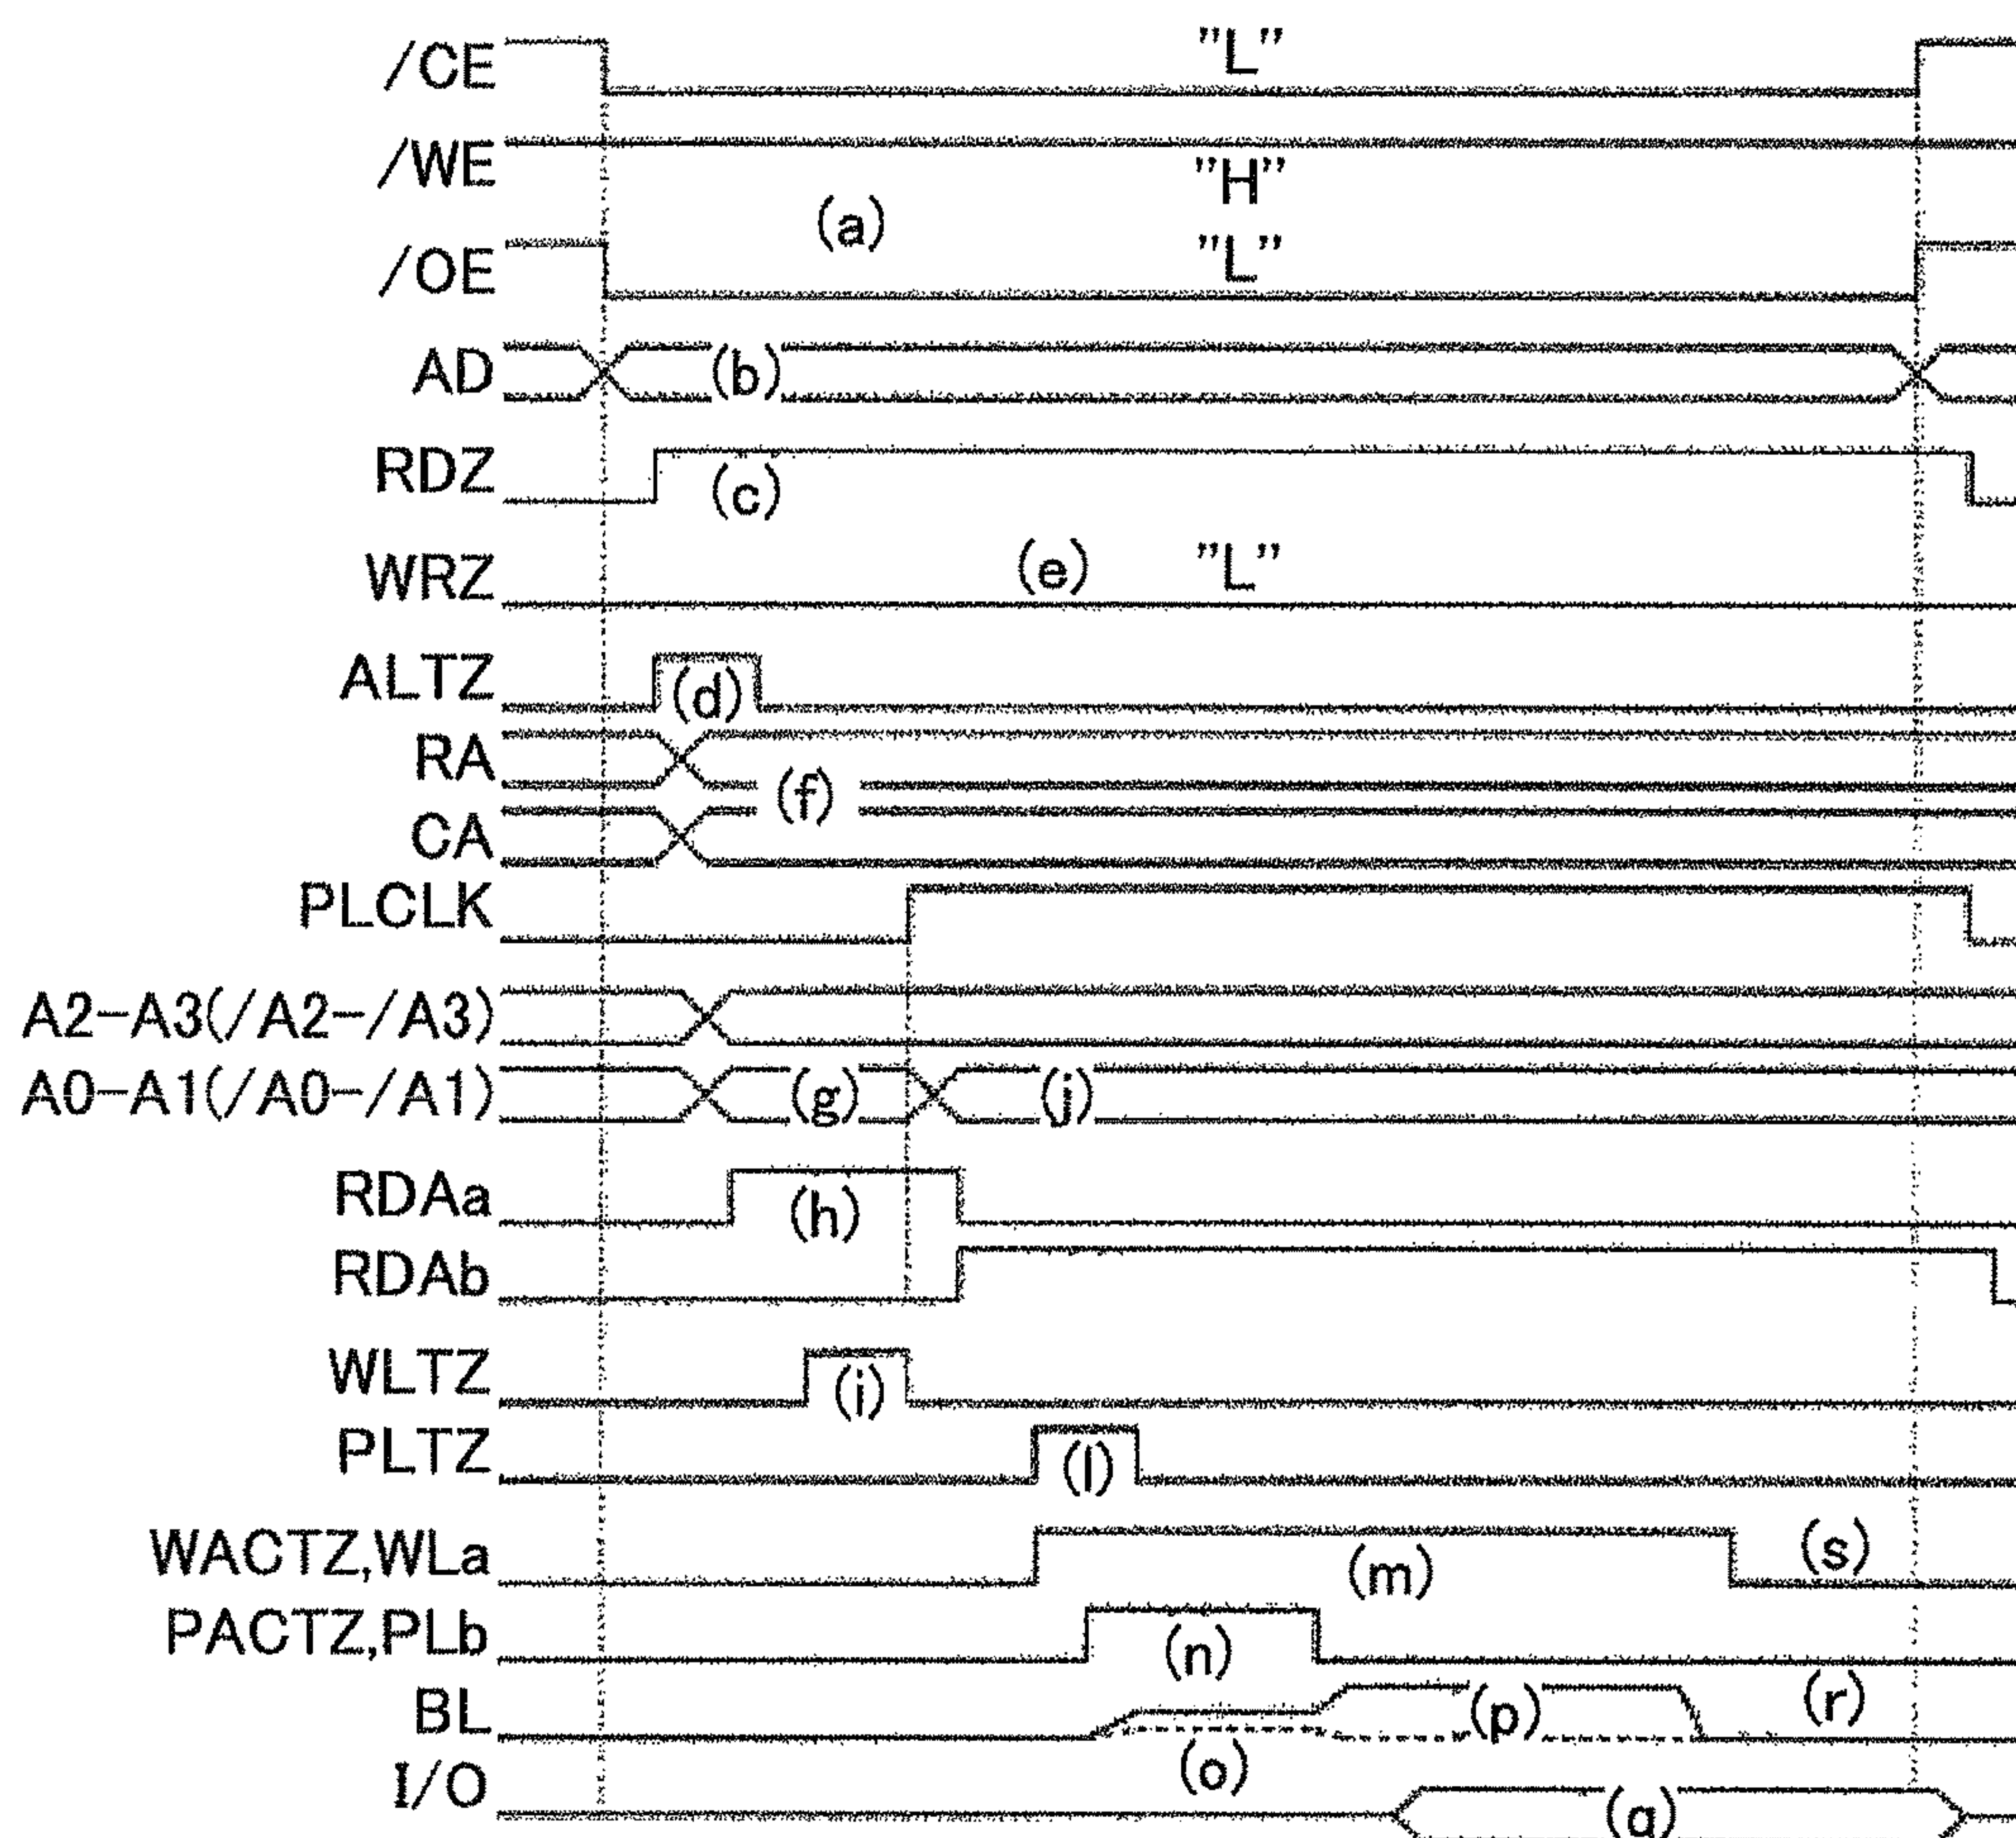 /CE "L"
/WE "H"
(a)
/OE "L"
AD (b)
RDZ (c)
WRZ (e) "L"
ALTZ (d)
RA
(f)
CA
PLCLK
A2-A3(/A2-/A3)
A0-A1(/A0-/A1) (g) (j)
RDAa (h)
RDAb
WLTZ (i)
PLTZ (l)
WACTZ,WLa (m) (s)
PACTZ,PLb (n)
BL (p) (r)
(o)
I/O (q)